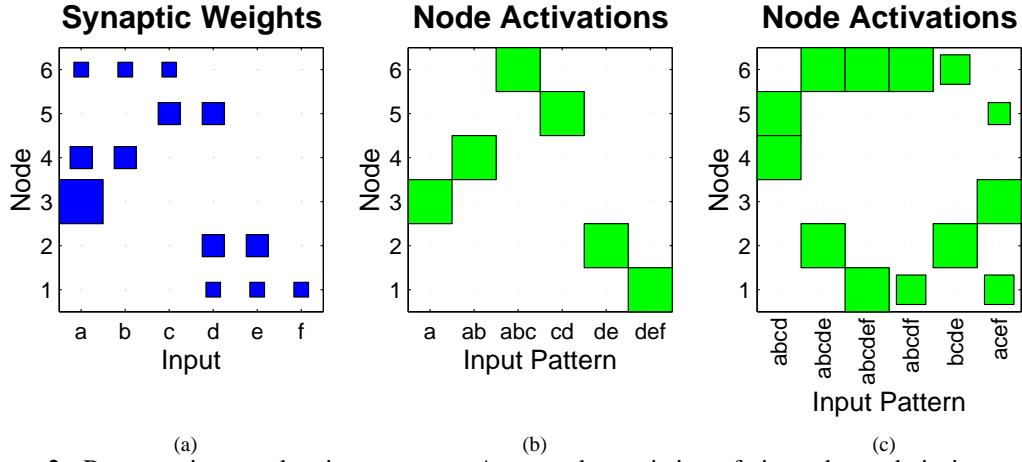 Synaptic Weights
Node Activations
Node Activations
Node
6
5
4
3
2
1
a b c d e f
Input
(a)
Node
6
5
4
3
2
1
a ab abc cd de def
Input Pattern
(b)
Node
6
5
4
3
2
1
abcd abcde abcdef abcdf bcde acef
Input Pattern
(c)